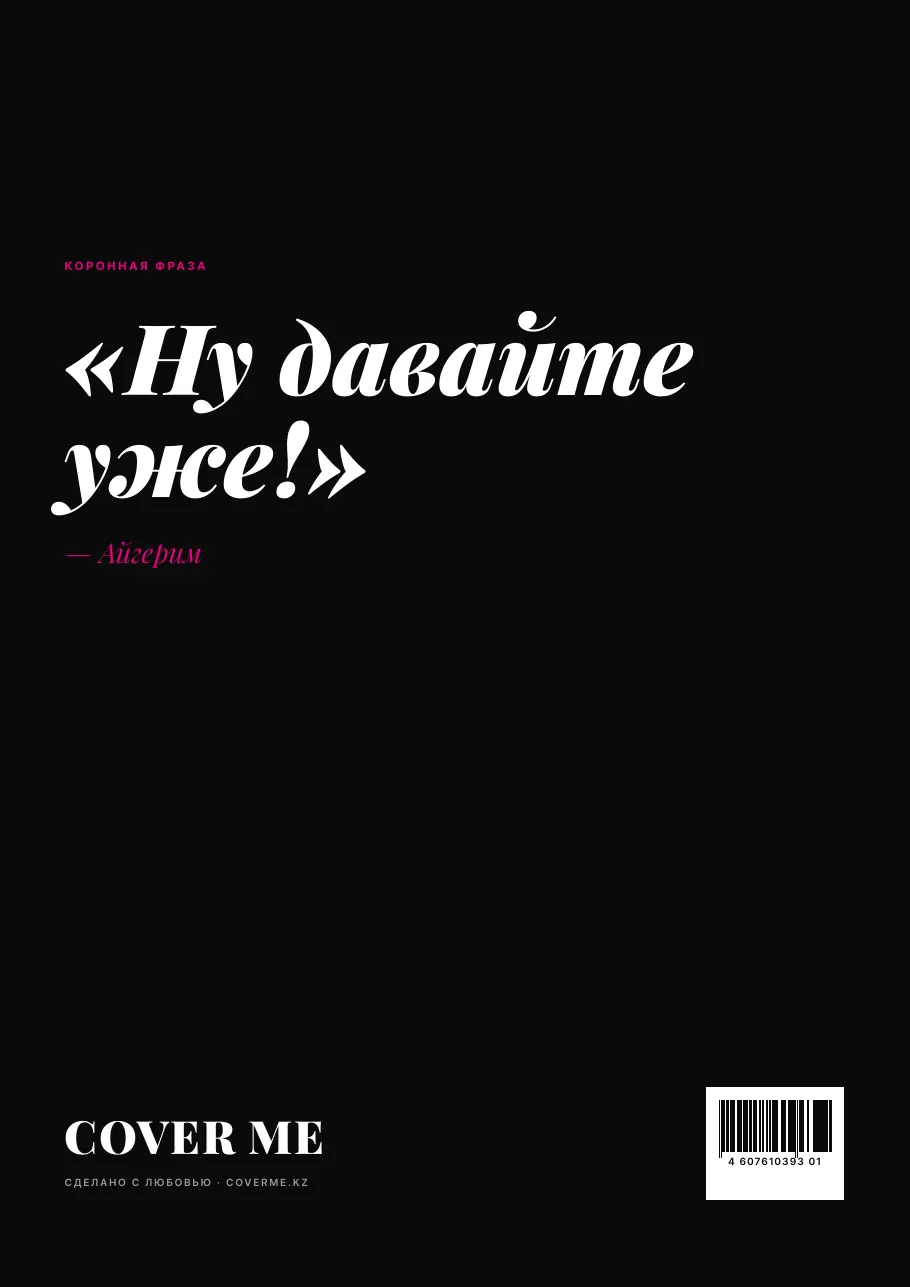 КОРОННАЯ ФРАЗА
«Ну давайте
уже!»
— Айгерим
COVER ME
СДЕЛАНО С ЛЮБОВЬЮ · COVERME.KZ
4 607610393 01